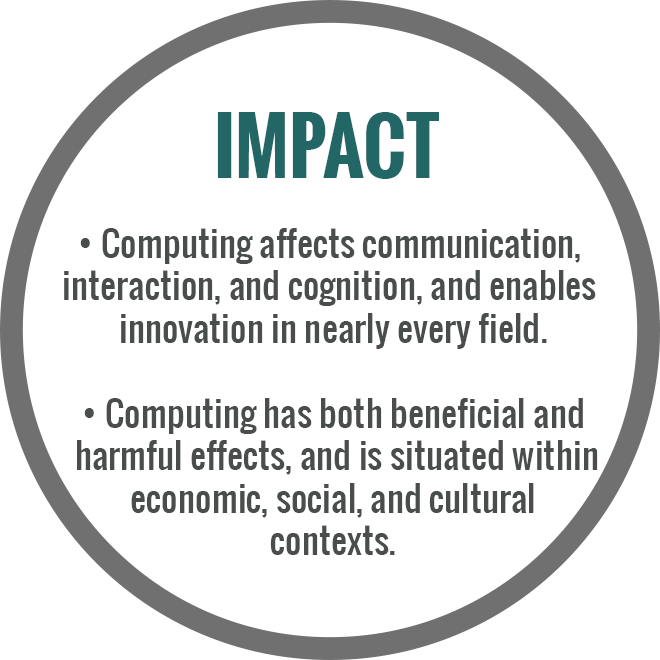 IMPACT
• Computing affects communication,
interaction, and cognition, and enables
innovation in nearly every field.
• Computing has both beneficial and
harmful effects, and is situated within
economic, social, and cultural
contexts.